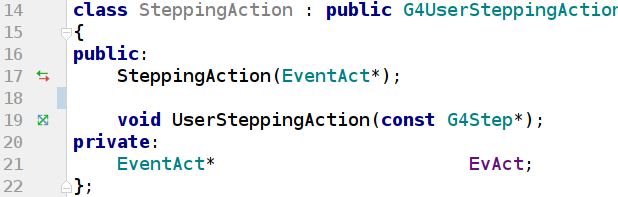 14 class SteppingAction : public G4UserSteppingAction
15 {
16 public:
17     SteppingAction(EventAct*);
18
19     void UserSteppingAction(const G4Step*);
20 private:
21     EventAct*                       EvAct;
22 };